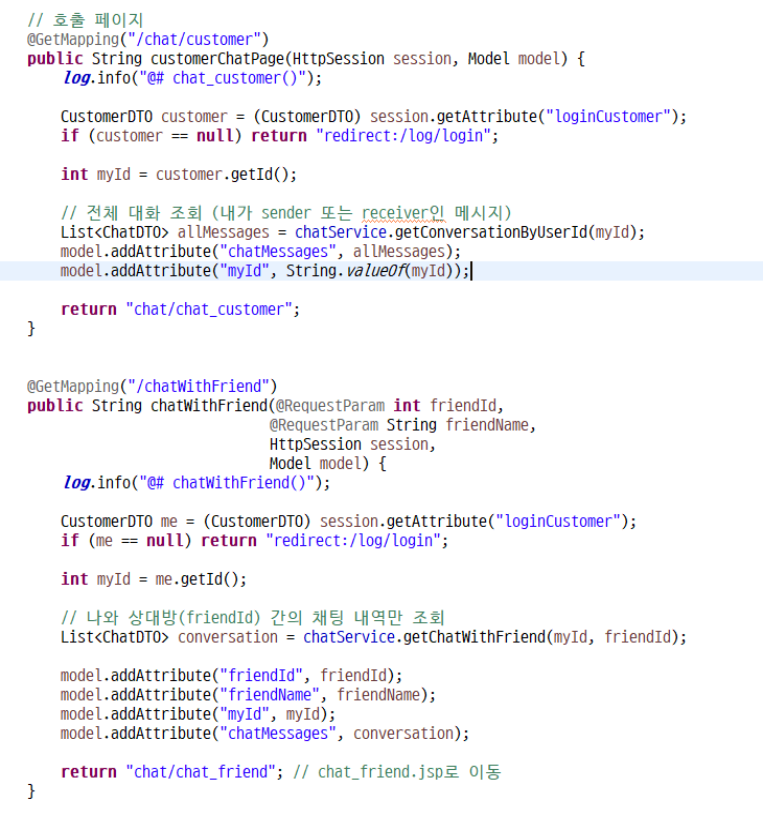 // 호출 페이지
@GetMapping("/chat/customer")
public String customerChatPage(HttpSession session, Model model) {
log.info("@# chat_customer()");
CustomerDTO customer = (CustomerDTO) session.getAttribute("loginCustomer");
if (customer == null) return "redirect:/log/login";
int myId = customer.getId();
// 전체 대화 조회 (내가 sender 또는 receiver인 메시지)
List<ChatDTO> allMessages = chatService.getConversationByUserId(myId);
model.addAttribute("chatMessages", allMessages);
model.addAttribute("myId", String.valueOf(myId));
return "chat/chat_customer";
}
@GetMapping("/chatWithFriend")
public String chatWithFriend(@RequestParam int friendId,
@RequestParam String friendName,
HttpSession session,
Model model) {
log.info("@# chatWithFriend()");
CustomerDTO me = (CustomerDTO) session.getAttribute("loginCustomer");
if (me == null) return "redirect:/log/login";
int myId = me.getId();
// 나와 상대방(friendId) 간의 채팅 내역만 조회
List<ChatDTO> conversation = chatService.getChatWithFriend(myId, friendId);
model.addAttribute("friendId", friendId);
model.addAttribute("friendName", friendName);
model.addAttribute("myId", myId);
model.addAttribute("chatMessages", conversation);
return "chat/chat_friend"; // chat_friend.jsp로 이동
}